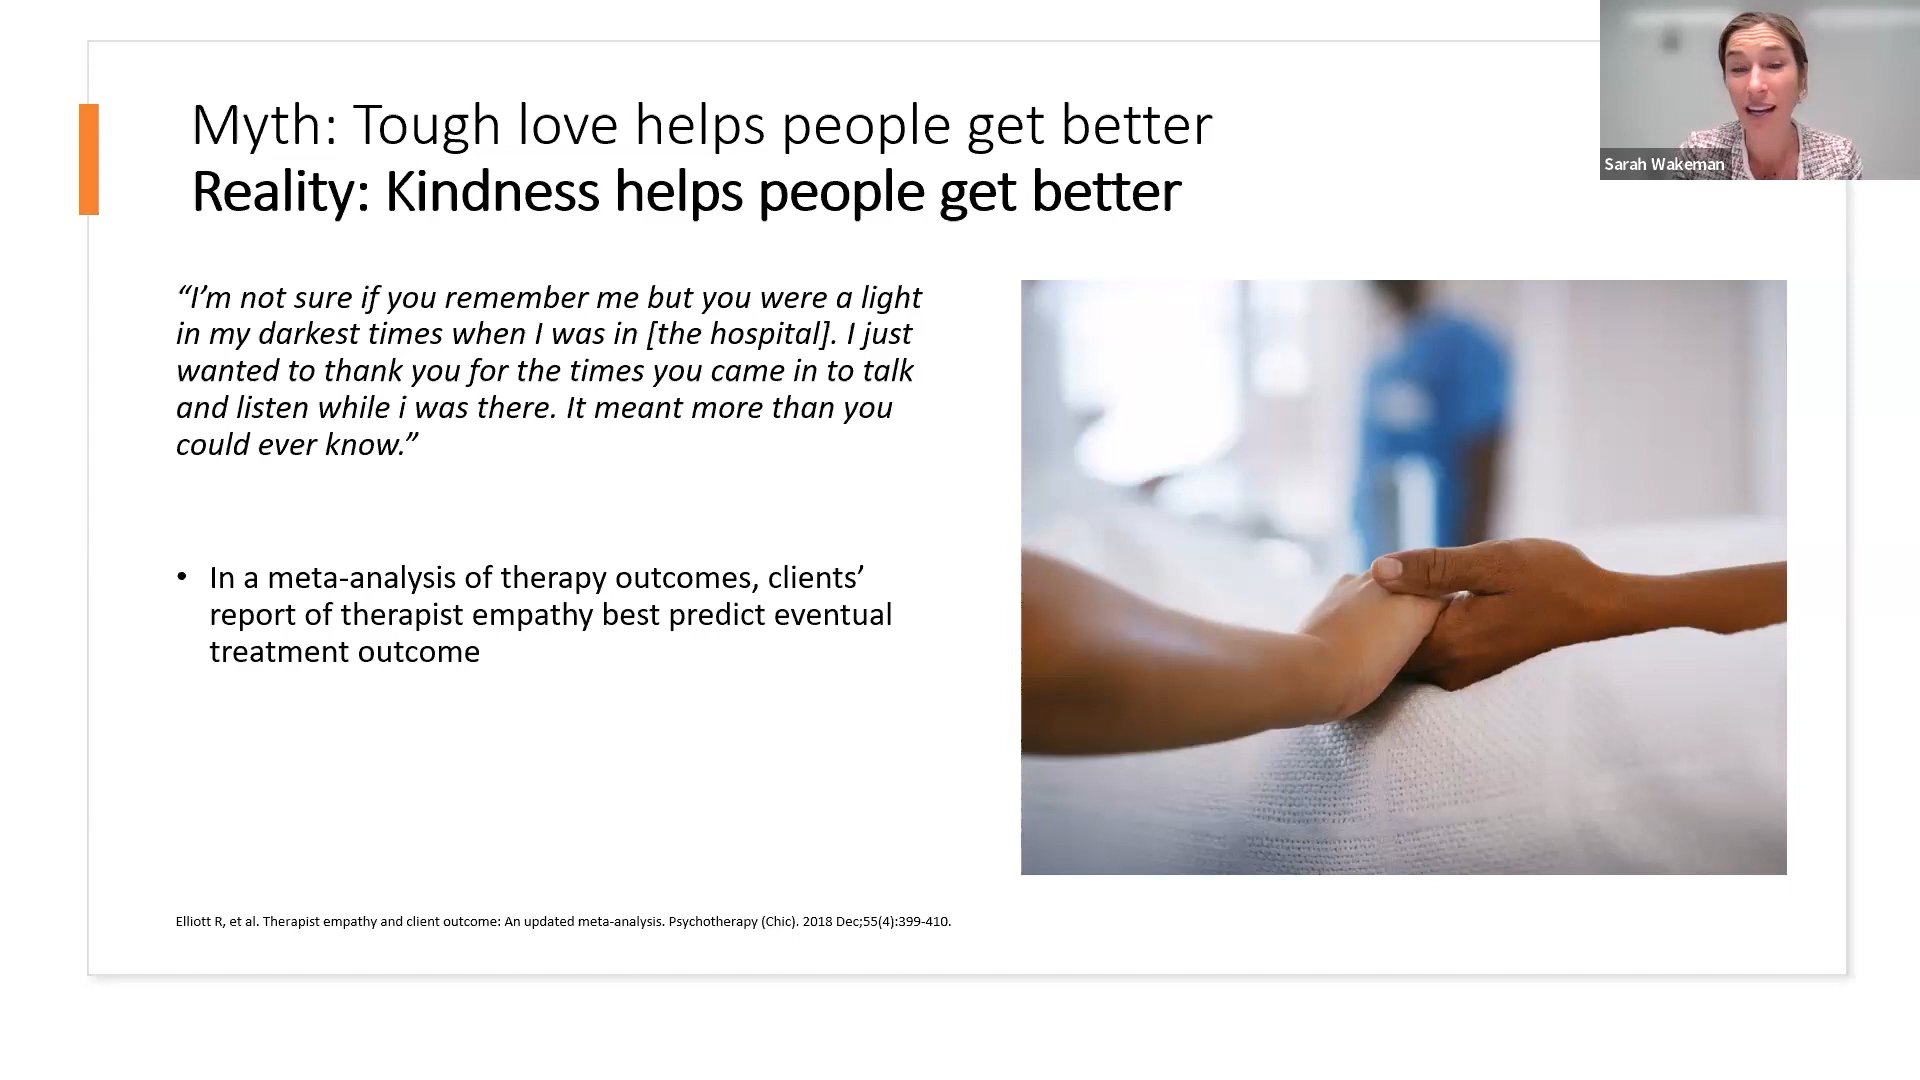 Myth: Tough love helps people get better
Reality: Kindness helps people get better
Sarah Wakeman
“I’m not sure if you remember me but you were a light
in my darkest times when I was in [the hospital]. I just
wanted to thank you for the times you came in to talk
and listen while i was there. It meant more than you
could ever know.”
• In a meta-analysis of therapy outcomes, clients’
report of therapist empathy best predict eventual
treatment outcome
Elliott R, et al. Therapist empathy and client outcome: An updated meta-analysis. Psychotherapy (Chic). 2018 Dec;55(4):399-410.